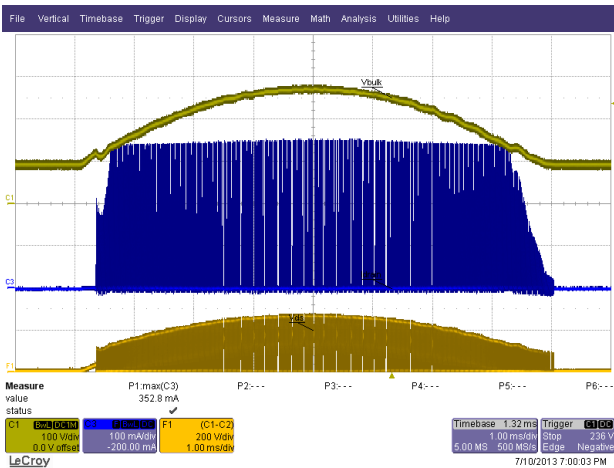 File Vertical Timebase Trigger Display Cursors Measure Math Analysis Utilities Help
Vbulk
C1
C3
Vds
F1
Measure P1:max(C3) P2:- - - P3:- - - P4:- - - P5:- - - P6:- - -
value 352.8 mA
status ✓
C1 BwL DC1M
100 V/div
0.0 V offset
100 mA/div
-200.00 mA
F1 (C1-C2)
200 V/div
1.00 ms/div
Timebase 1.32 ms
1.00 ms/div
5.00 MS 500 MS/s
Trigger C1 DC
Stop 236 V
Edge Negative
LeCroy
7/10/2013 7:00:03 PM